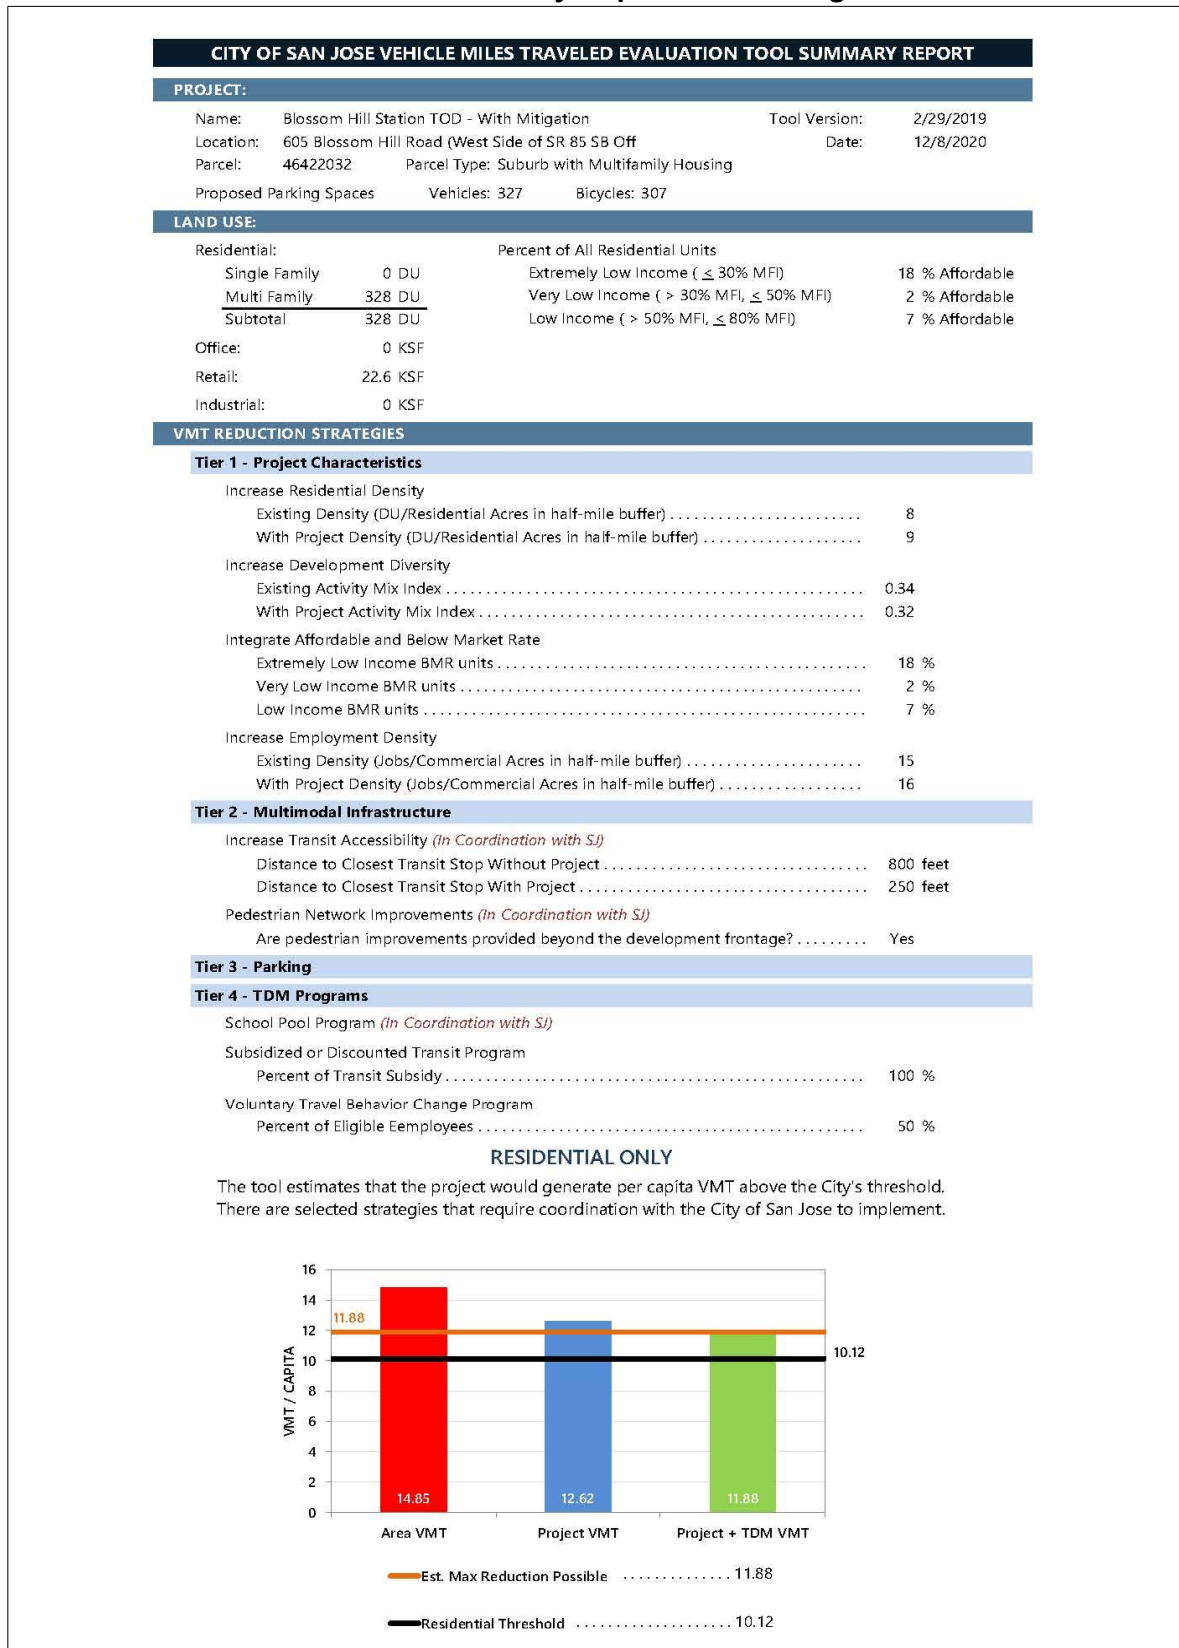 CITY OF SAN JOSE VEHICLE MILES TRAVELED EVALUATION TOOL SUMMARY REPORT
PROJECT:
Name: Blossom Hill Station TOD - With Mitigation Tool Version: 2/29/2019
Location: 605 Blossom Hill Road (West Side of SR 85 SB Off Date: 12/8/2020
Parcel: 46422032 Parcel Type: Suburb with Multifamily Housing
Proposed Parking Spaces Vehicles: 327 Bicycles: 307
LAND USE:
Residential: Percent of All Residential Units
Single Family 0 DU Extremely Low Income ( ≤ 30% MFI) 18 % Affordable
Multi Family 328 DU Very Low Income ( > 30% MFI, ≤ 50% MFI) 2 % Affordable
Subtotal 328 DU Low Income ( > 50% MFI, ≤ 80% MFI) 7 % Affordable
Office: 0 KSF
Retail: 22.6 KSF
Industrial: 0 KSF
VMT REDUCTION STRATEGIES
Tier 1 - Project Characteristics
Increase Residential Density
Existing Density (DU/Residential Acres in half-mile buffer) . . . . . . . . . . . . . . . . . . . . . . . . 8
With Project Density (DU/Residential Acres in half-mile buffer) . . . . . . . . . . . . . . . . . . . . 9
Increase Development Diversity
Existing Activity Mix Index . . . . . . . . . . . . . . . . . . . . . . . . . . . . . . . . . . . . . . . . . . . . . . . . . . . . 0.34
With Project Activity Mix Index . . . . . . . . . . . . . . . . . . . . . . . . . . . . . . . . . . . . . . . . . . . . . . . . 0.32
Integrate Affordable and Below Market Rate
Extremely Low Income BMR units . . . . . . . . . . . . . . . . . . . . . . . . . . . . . . . . . . . . . . . . . . . . . . 18 %
Very Low Income BMR units . . . . . . . . . . . . . . . . . . . . . . . . . . . . . . . . . . . . . . . . . . . . . . . . . . 2 %
Low Income BMR units . . . . . . . . . . . . . . . . . . . . . . . . . . . . . . . . . . . . . . . . . . . . . . . . . . . . . . . 7 %
Increase Employment Density
Existing Density (Jobs/Commercial Acres in half-mile buffer) . . . . . . . . . . . . . . . . . . . . . . 15
With Project Density (Jobs/Commercial Acres in half-mile buffer) . . . . . . . . . . . . . . . . . . 16
Tier 2 - Multimodal Infrastructure
Increase Transit Accessibility (In Coordination with SJ)
Distance to Closest Transit Stop Without Project . . . . . . . . . . . . . . . . . . . . . . . . . . . . . . . . . 800 feet
Distance to Closest Transit Stop With Project . . . . . . . . . . . . . . . . . . . . . . . . . . . . . . . . . . . . 250 feet
Pedestrian Network Improvements (In Coordination with SJ)
Are pedestrian improvements provided beyond the development frontage? . . . . . . . . . Yes
Tier 3 - Parking
Tier 4 - TDM Programs
School Pool Program (In Coordination with SJ)
Subsidized or Discounted Transit Program
Percent of Transit Subsidy . . . . . . . . . . . . . . . . . . . . . . . . . . . . . . . . . . . . . . . . . . . . . . . . . . . . 100 %
Voluntary Travel Behavior Change Program
Percent of Eligible Eemployees . . . . . . . . . . . . . . . . . . . . . . . . . . . . . . . . . . . . . . . . . . . . . . . . 50 %
RESIDENTIAL ONLY
The tool estimates that the project would generate per capita VMT above the City's threshold.
There are selected strategies that require coordination with the City of San Jose to implement.
VMT / CAPITA
16
14
12
10
8
6
4
2
0
11.88
10.12
14.85 12.62 11.88
Area VMT Project VMT Project + TDM VMT
Est. Max Reduction Possible . . . . . . . . . . . . . . 11.88
Residential Threshold . . . . . . . . . . . . . . . . . . . . 10.12